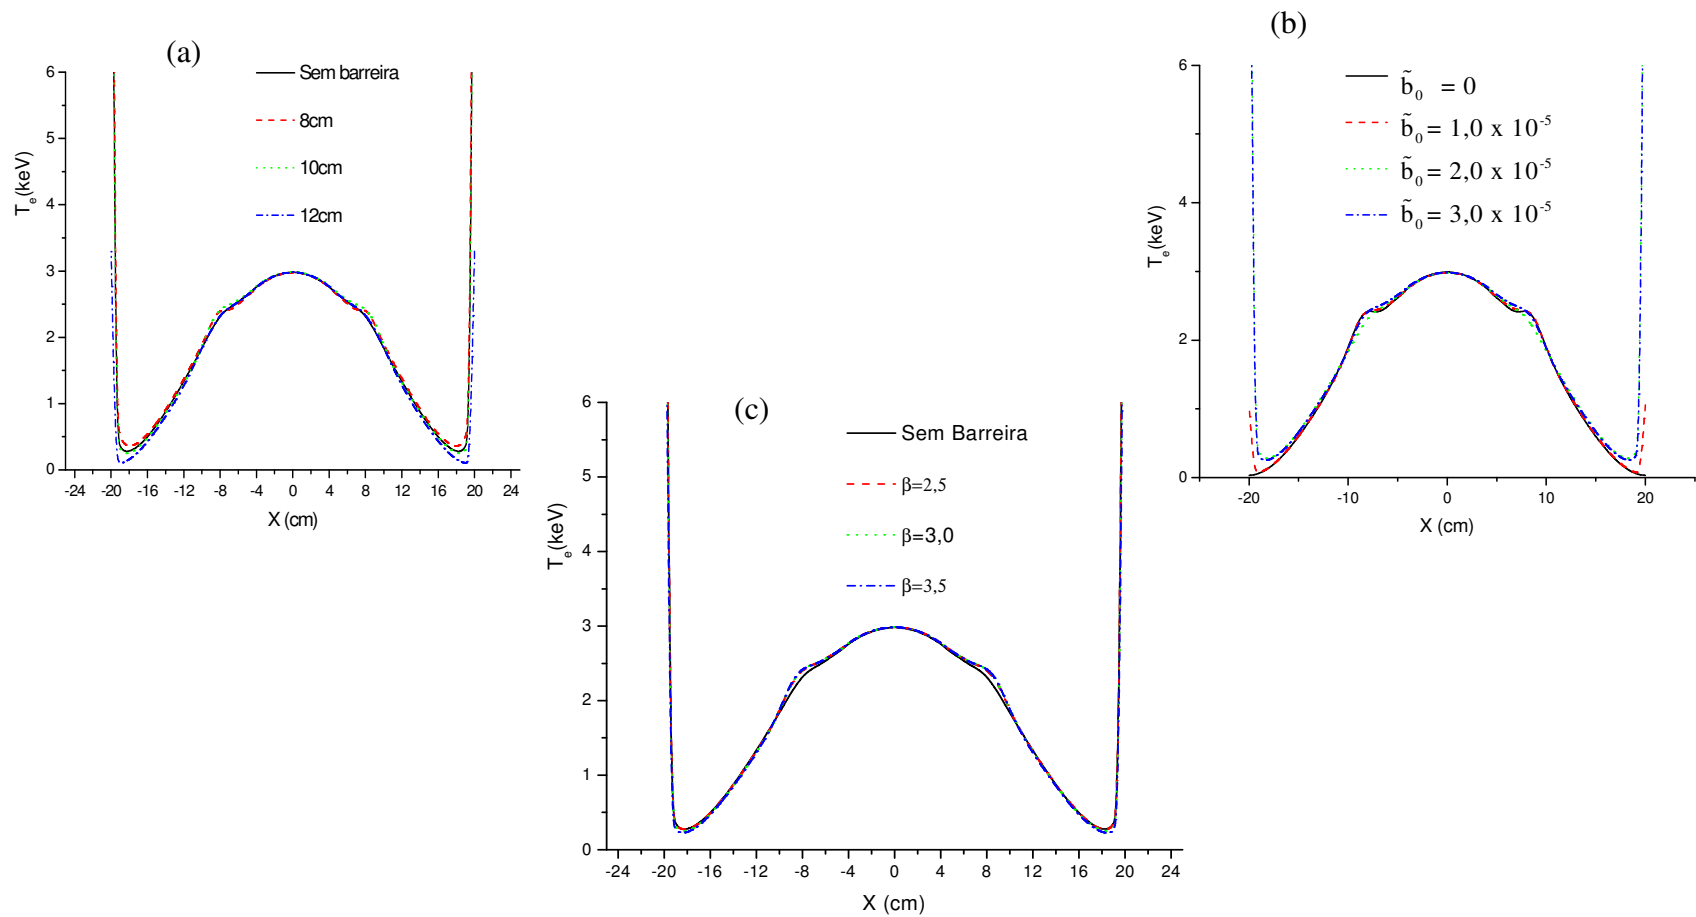 (a)
Sem barreira
8cm
10cm
12cm
6
5
4
3
2
1
0
Te(keV)
-24 -20 -16 -12 -8 -4 0 4 8 12 16 20 24
X (cm)
(b)
b̃0 = 0
b̃0 = 1,0 x 10-5
b̃0 = 2,0 x 10-5
b̃0 = 3,0 x 10-5
6
4
2
0
Te(keV)
-20 -10 0 10 20
X (cm)
(c)
Sem Barreira
β=2,5
β=3,0
β=3,5
6
5
4
3
2
1
0
Te(keV)
-24 -20 -16 -12 -8 -4 0 4 8 12 16 20 24
X (cm)